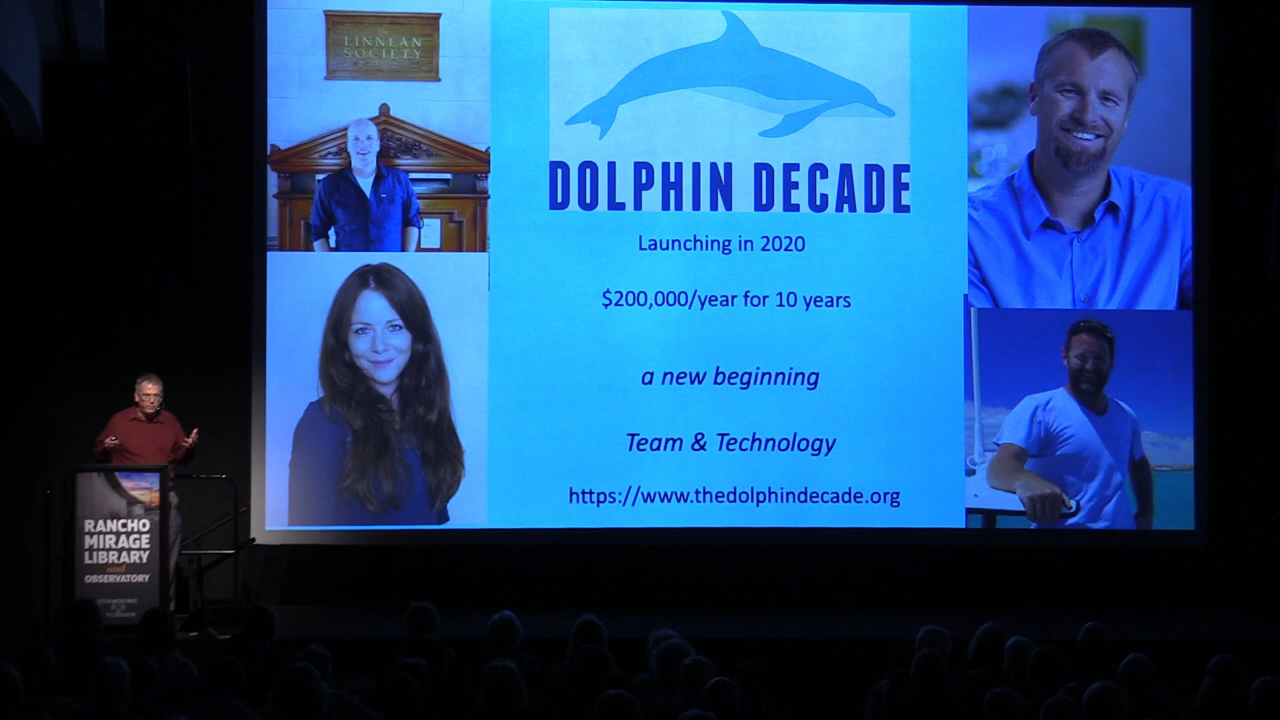 LINNEAN
SOCIETY
DOLPHIN DECADE
Launching in 2020
$200,000/year for 10 years
a new beginning
Team & Technology
https://www.thedolphindecade.org
RANCHO
MIRAGE
LIBRARY
and
OBSERVATORY